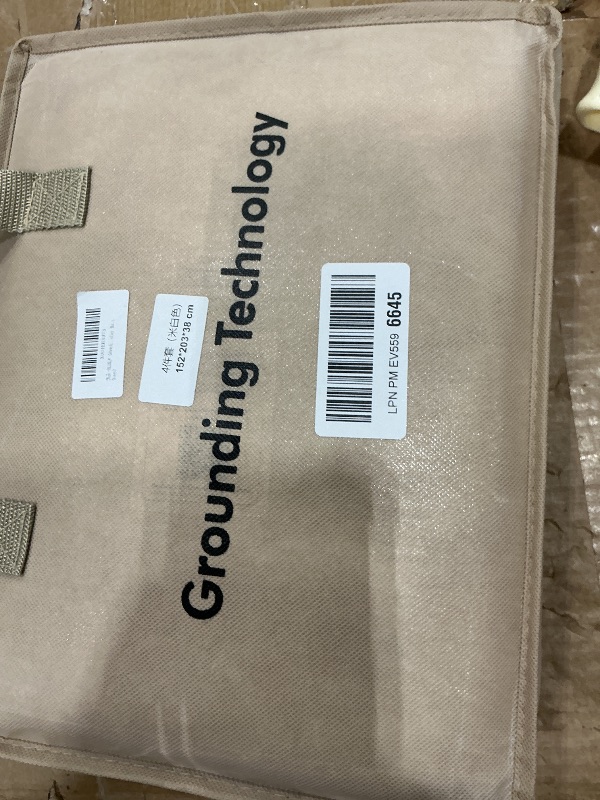 Grounding Technology
4件套（米白色）
152*203*38 cm
LPN PM EV559 6645